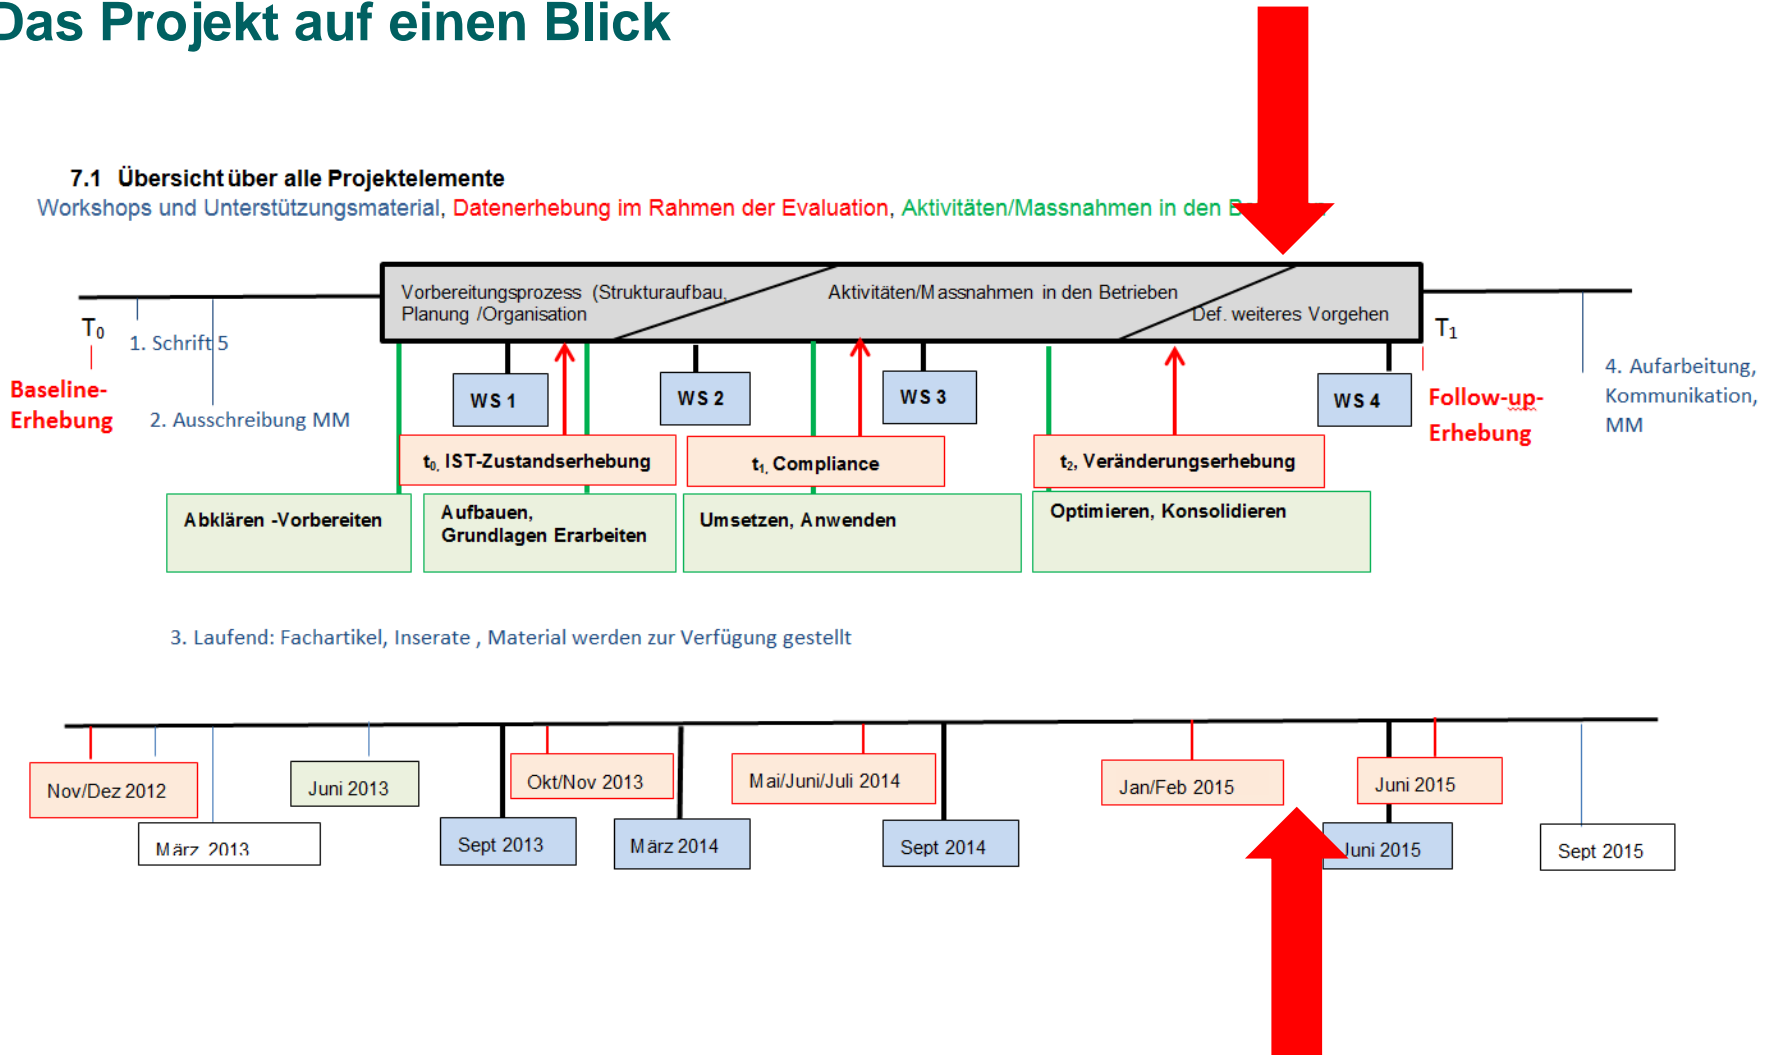 Das Projekt auf einen Blick
7.1 Übersicht über alle Projektelemente
Workshops und Unterstützungsmaterial, Datenerhebung im Rahmen der Evaluation, Aktivitäten/Massnahmen in den
Vorbereitungsprozess (Strukturaufbau,
Planung /Organisation
Aktivitäten/Massnahmen in den Betrieben
Def. weiteres Vorgehen
T0
1. Schrift 5
T1
Baseline-
Erhebung
2. Ausschreibung MM
WS 1
WS 2
WS 3
WS 4
Follow-up-
Erhebung
4. Aufarbeitung,
Kommunikation,
MM
t0, IST-Zustandserhebung
t1, Compliance
t2, Veränderungserhebung
Abklären -Vorbereiten
Aufbauen,
Grundlagen Erarbeiten
Umsetzen, Anwenden
Optimieren, Konsolidieren
3. Laufend: Fachartikel, Inserate , Material werden zur Verfügung gestellt
Nov/Dez 2012
Juni 2013
Okt/Nov 2013
Mai/Juni/Juli 2014
Jan/Feb 2015
Juni 2015
März 2013
Sept 2013
März 2014
Sept 2014
Juni 2015
Sept 2015